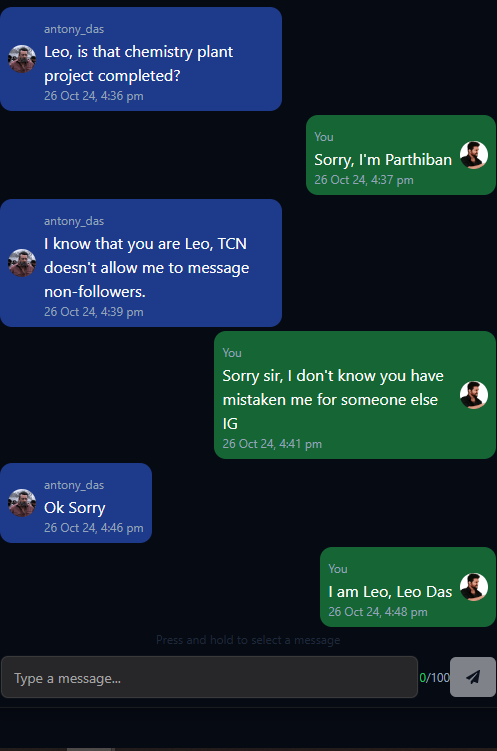 antony_das
Leo, is that chemistry plant
project completed?
26 Oct 24, 4:36 pm
You
Sorry, I'm Parthiban
26 Oct 24, 4:37 pm
antony_das
I know that you are Leo, TCN
doesn't allow me to message
non-followers.
26 Oct 24, 4:39 pm
You
Sorry sir, I don't know you have
mistaken me for someone else
IG
26 Oct 24, 4:41 pm
antony_das
Ok Sorry
26 Oct 24, 4:46 pm
You
I am Leo, Leo Das
26 Oct 24, 4:48 pm
Press and hold to select a message
Type a message...
0/100